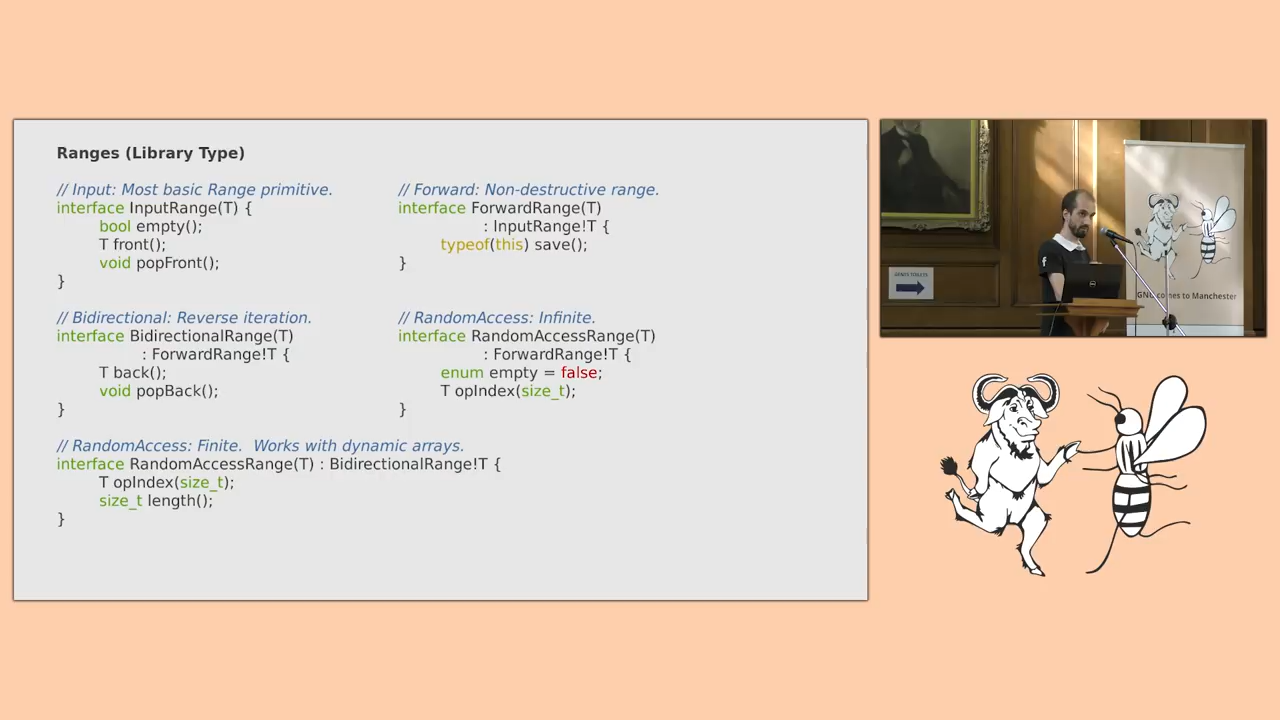 Ranges (Library Type)
// Input: Most basic Range primitive.
interface InputRange(T) {
bool empty();
T front();
void popFront();
}
// Forward: Non-destructive range.
interface ForwardRange(T)
: InputRange!T {
typeof(this) save();
}
// Bidirectional: Reverse iteration.
interface BidirectionalRange(T)
: ForwardRange!T {
T back();
void popBack();
}
// RandomAccess: Infinite.
interface RandomAccessRange(T)
: ForwardRange!T {
enum empty = false;
T opIndex(size_t);
}
// RandomAccess: Finite.  Works with dynamic arrays.
interface RandomAccessRange(T) : BidirectionalRange!T {
T opIndex(size_t);
size_t length();
}
GENTS TOILETS